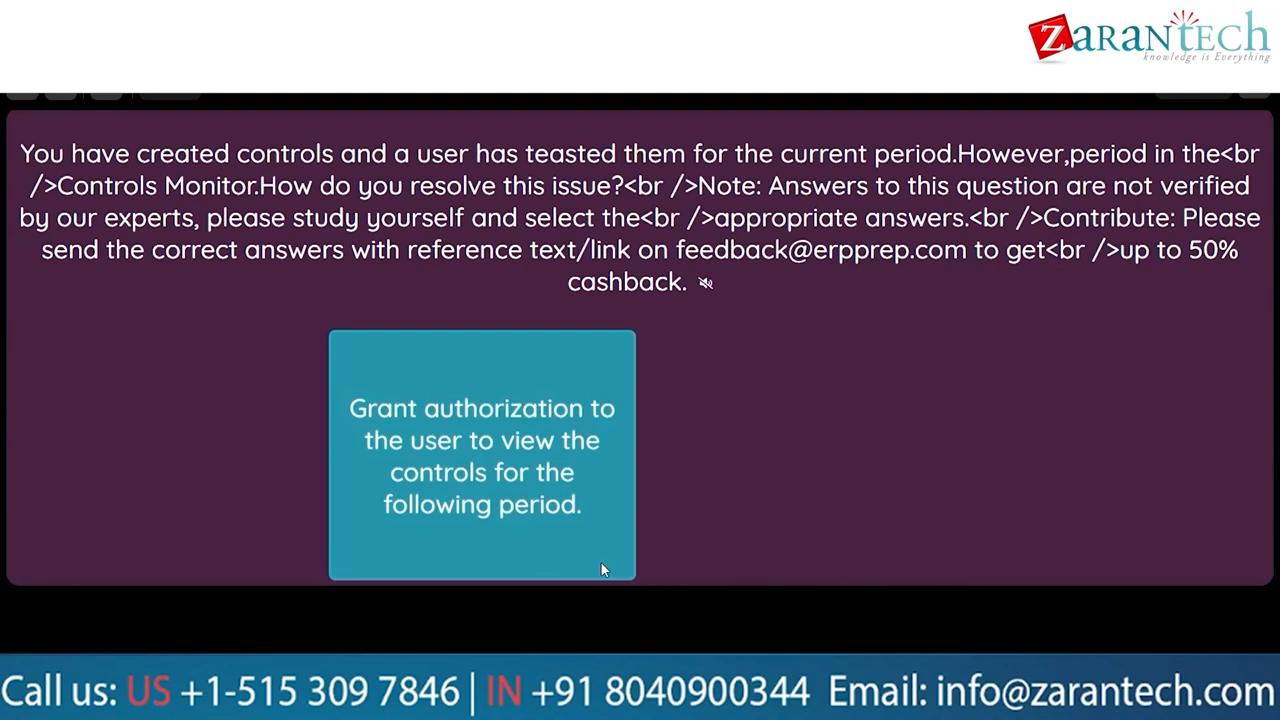 ZARANTECH
knowledge is Everything
You have created controls and a user has teasted them for the current period.However,period in the<br
/>Controls Monitor.How do you resolve this issue?<br />Note: Answers to this question are not verified
by our experts, please study yourself and select the<br />appropriate answers.<br />Contribute: Please
send the correct answers with reference text/link on feedback@erpprep.com to get<br />up to 50%
cashback.
Grant authorization to
the user to view the
controls for the
following period.
Call us: US +1-515 309 7846 | IN +91 8040900344 Email: info@zarantech.com